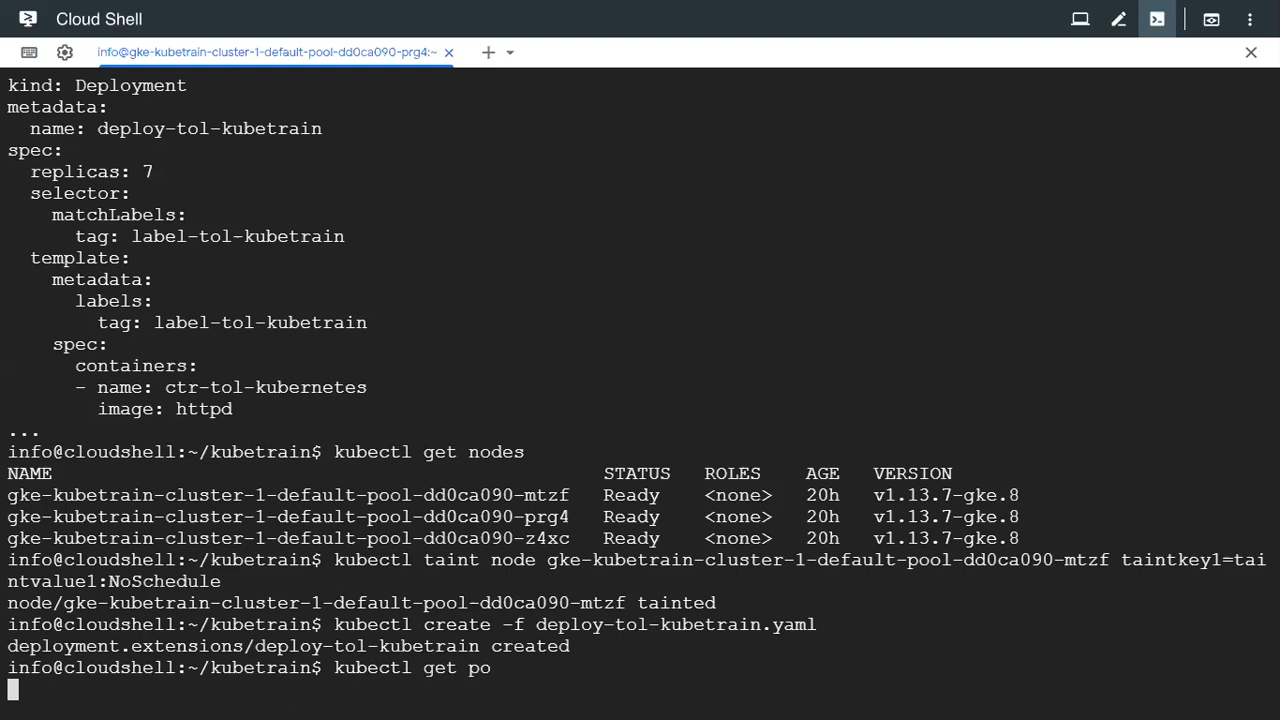 Cloud Shell
info@gke-kubetrain-cluster-1-default-pool-dd0ca090-prg4:~
kind: Deployment
metadata:
  name: deploy-tol-kubetrain
spec:
  replicas: 7
  selector:
    matchLabels:
      tag: label-tol-kubetrain
  template:
    metadata:
      labels:
        tag: label-tol-kubetrain
    spec:
      containers:
      - name: ctr-tol-kubernetes
        image: httpd
...
info@cloudshell:~/kubetrain$ kubectl get nodes
NAME STATUS ROLES AGE VERSION
gke-kubetrain-cluster-1-default-pool-dd0ca090-mtzf Ready <none> 20h v1.13.7-gke.8
gke-kubetrain-cluster-1-default-pool-dd0ca090-prg4 Ready <none> 20h v1.13.7-gke.8
gke-kubetrain-cluster-1-default-pool-dd0ca090-z4xc Ready <none> 20h v1.13.7-gke.8
info@cloudshell:~/kubetrain$ kubectl taint node gke-kubetrain-cluster-1-default-pool-dd0ca090-mtzf taintkey1=tai
ntvalue1:NoSchedule
node/gke-kubetrain-cluster-1-default-pool-dd0ca090-mtzf tainted
info@cloudshell:~/kubetrain$ kubectl create -f deploy-tol-kubetrain.yaml
deployment.extensions/deploy-tol-kubetrain created
info@cloudshell:~/kubetrain$ kubectl get po